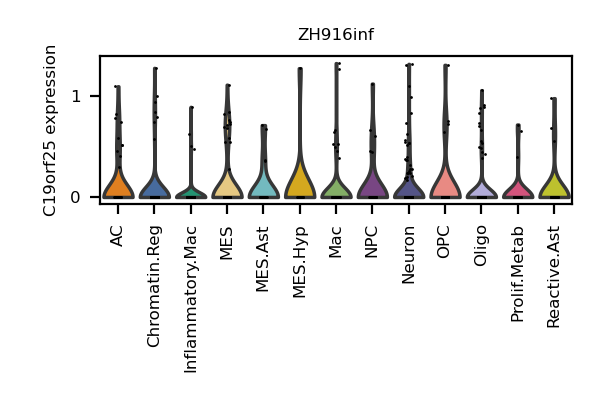 ZH916inf
C19orf25 expression
1
0
AC
Chromatin.Reg
Inflammatory.Mac
MES
MES.Ast
MES.Hyp
Mac
NPC
Neuron
OPC
Oligo
Prolif.Metab
Reactive.Ast